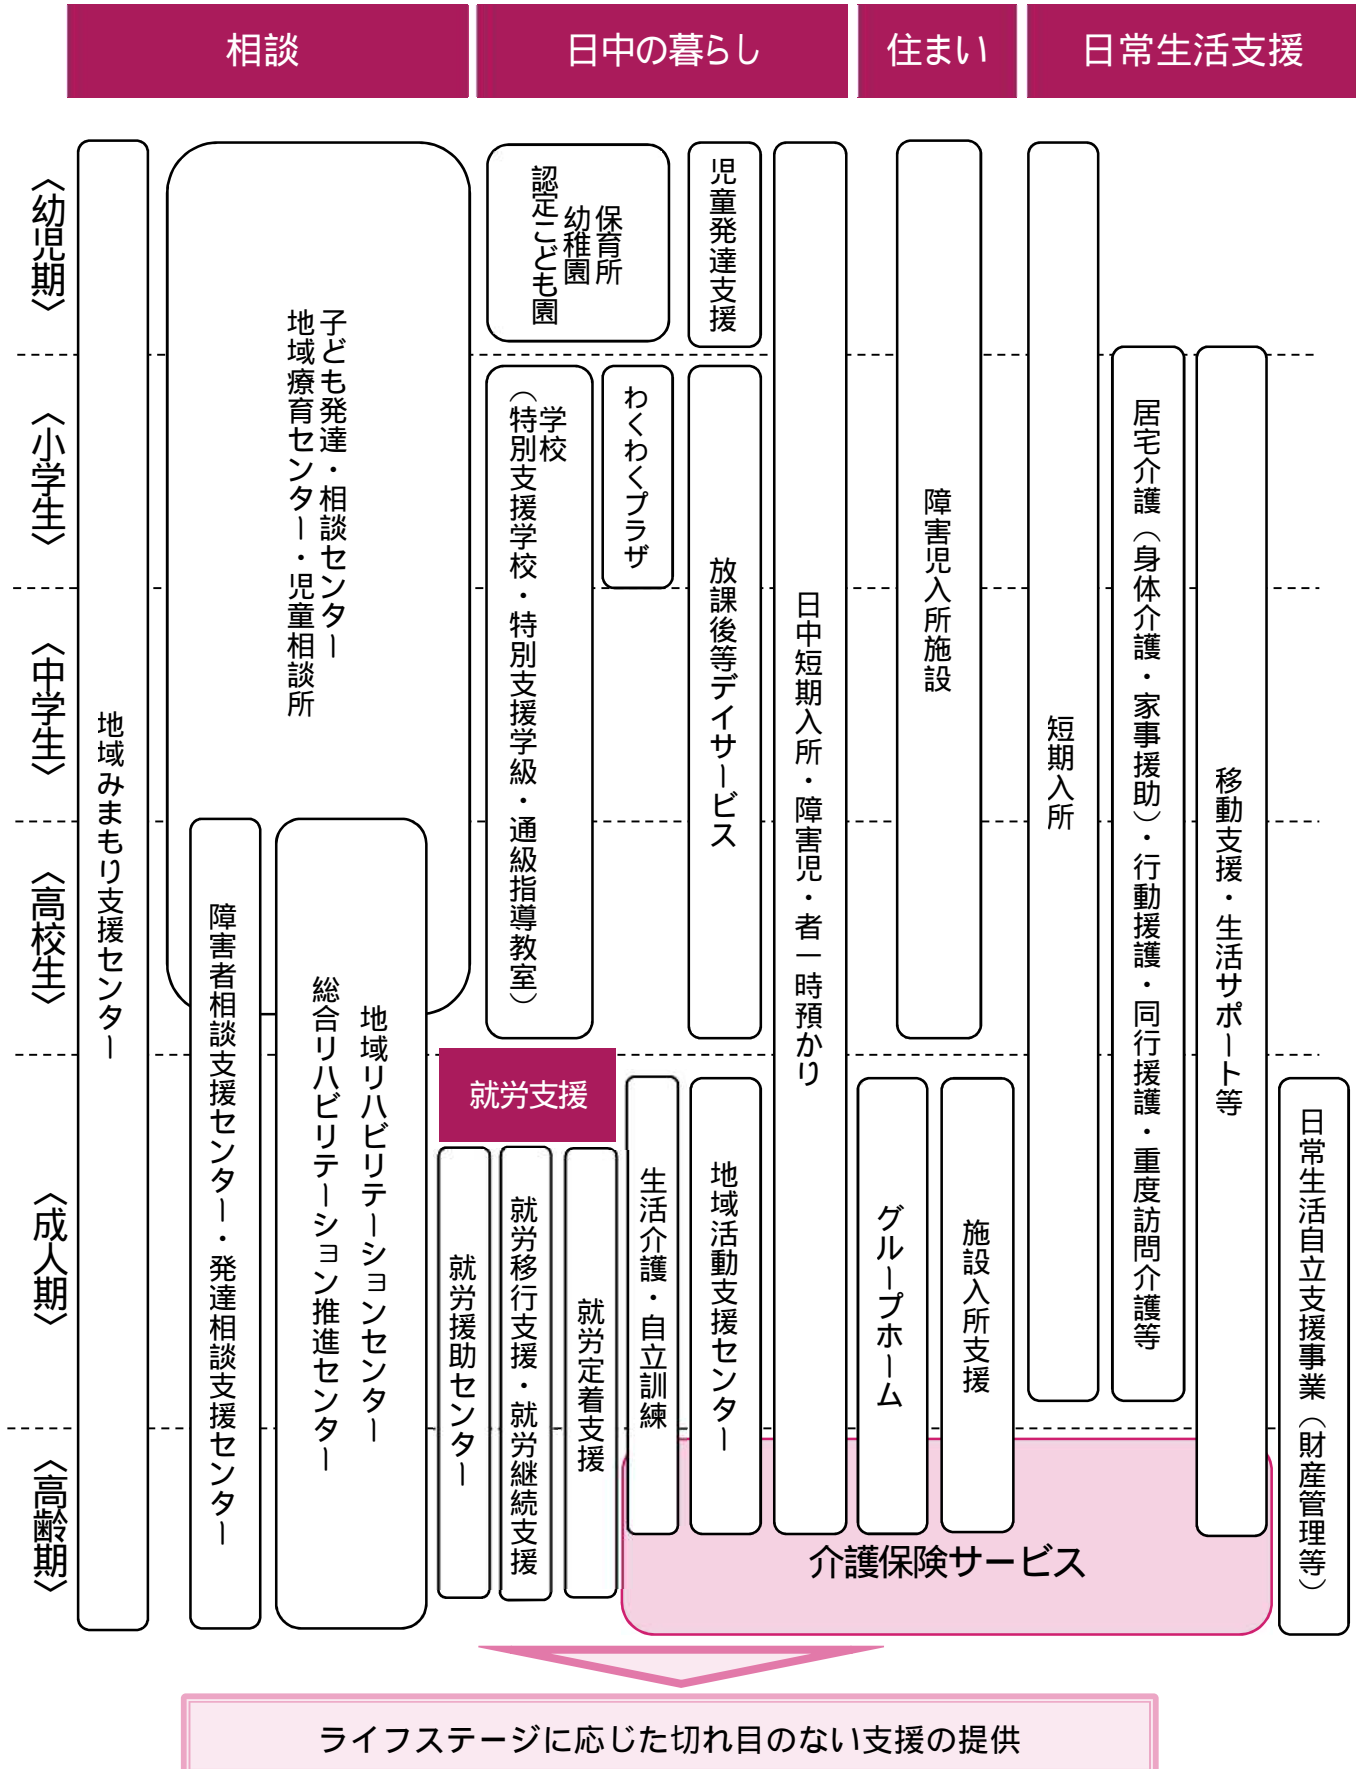 相談
日中の暮らし
住まい
日常生活支援
〈幼児期〉
〈小学生〉
〈中学生〉
〈高校生〉
〈成人期〉
〈高齢期〉
地域みまもり支援センター
子ども発達・相談センター
地域療育センター・児童相談所
障害者相談支援センター・発達相談支援センター
地域リハビリテーションセンター
総合リハビリテーション推進センター
保育所
幼稚園
認定こども園
児童発達支援
学校
（特別支援学校・特別支援学級・通級指導教室）
わくわくプラザ
放課後等デイサービス
日中短期入所・障害児・者一時預かり
就労支援
就労援助センター
就労移行支援・就労継続支援
就労定着支援
生活介護・自立訓練
地域活動支援センター
障害児入所施設
グループホーム
施設入所支援
短期入所
居宅介護（身体介護・家事援助）・行動援護・同行援護・重度訪問介護等
移動支援・生活サポート等
日常生活自立支援事業（財産管理等）
介護保険サービス
ライフステージに応じた切れ目のない支援の提供